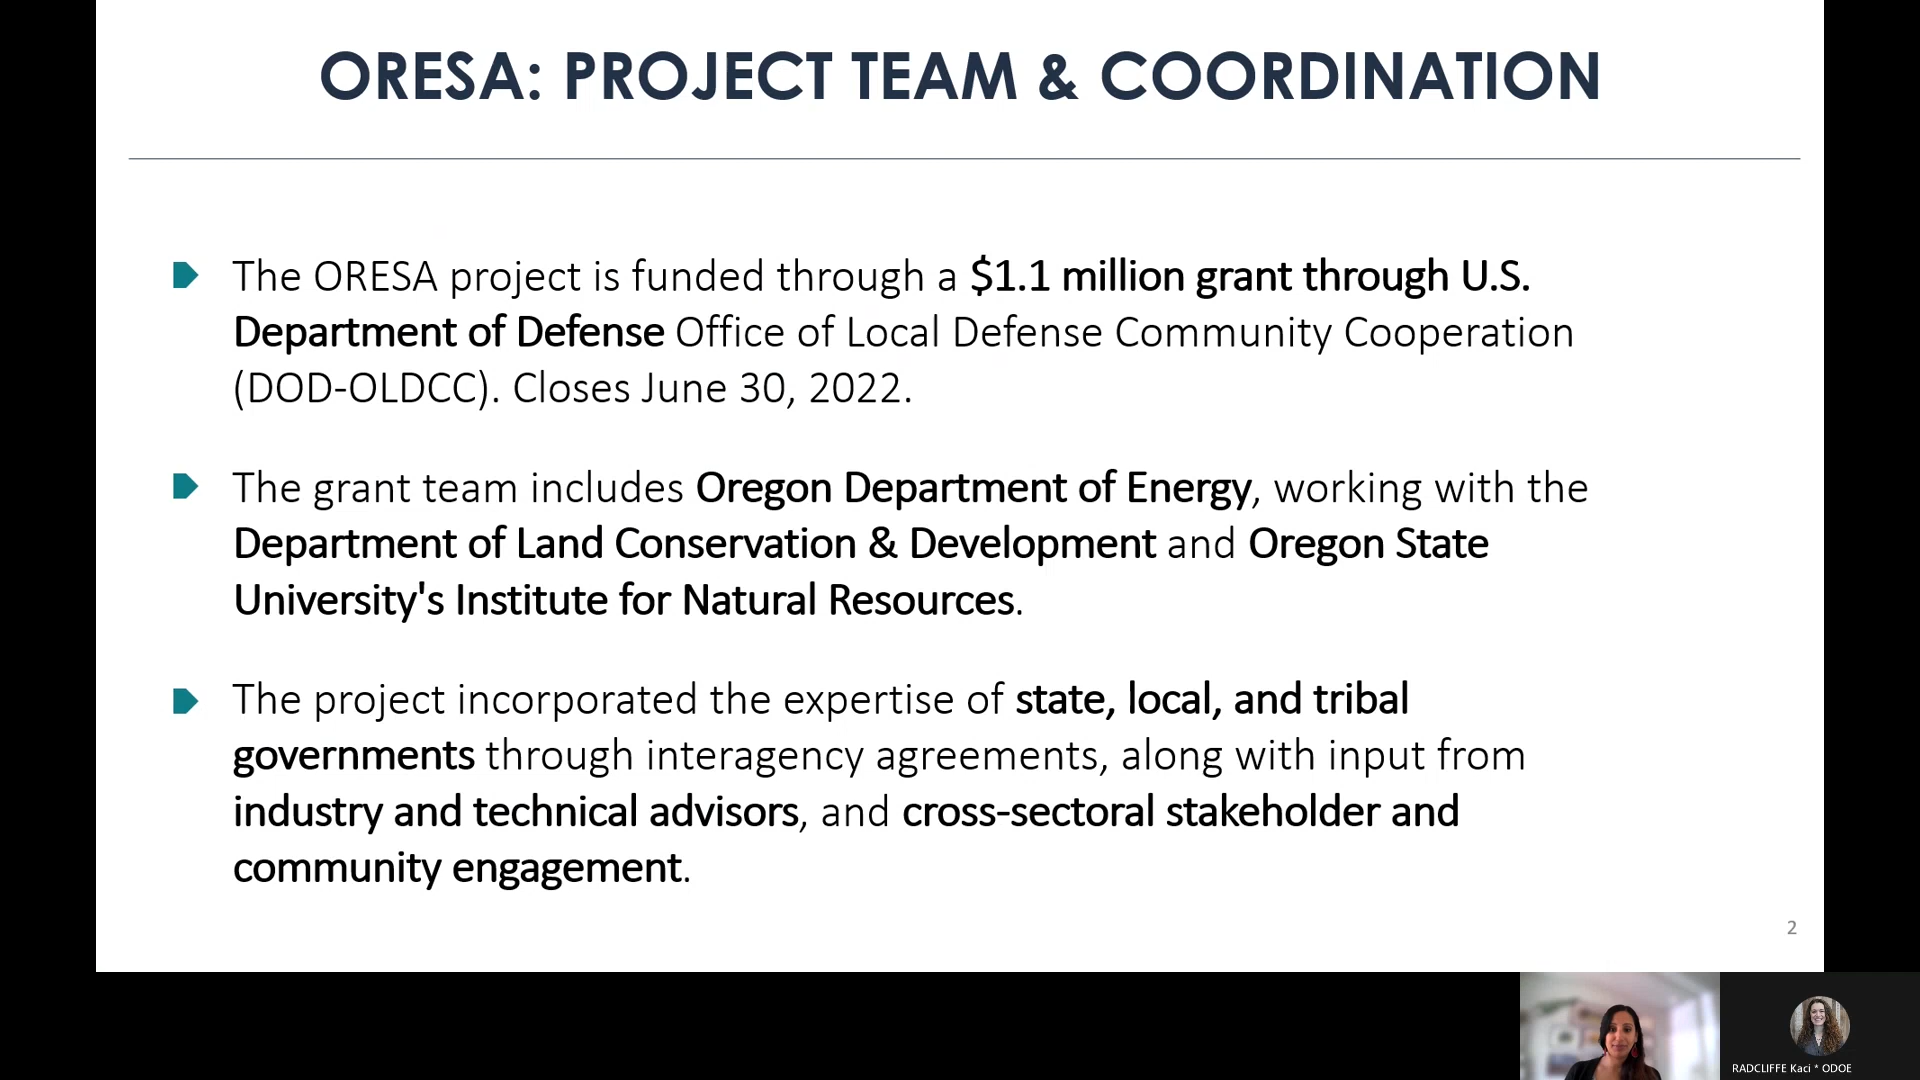 ORESA: PROJECT TEAM & COORDINATION
The ORESA project is funded through a $1.1 million grant through U.S.
Department of Defense Office of Local Defense Community Cooperation
(DOD-OLDCC). Closes June 30, 2022.
The grant team includes Oregon Department of Energy, working with the
Department of Land Conservation & Development and Oregon State
University's Institute for Natural Resources.
The project incorporated the expertise of state, local, and tribal
governments through interagency agreements, along with input from
industry and technical advisors, and cross-sectoral stakeholder and
community engagement.
2
RADCLIFFE Kaci * ODOE